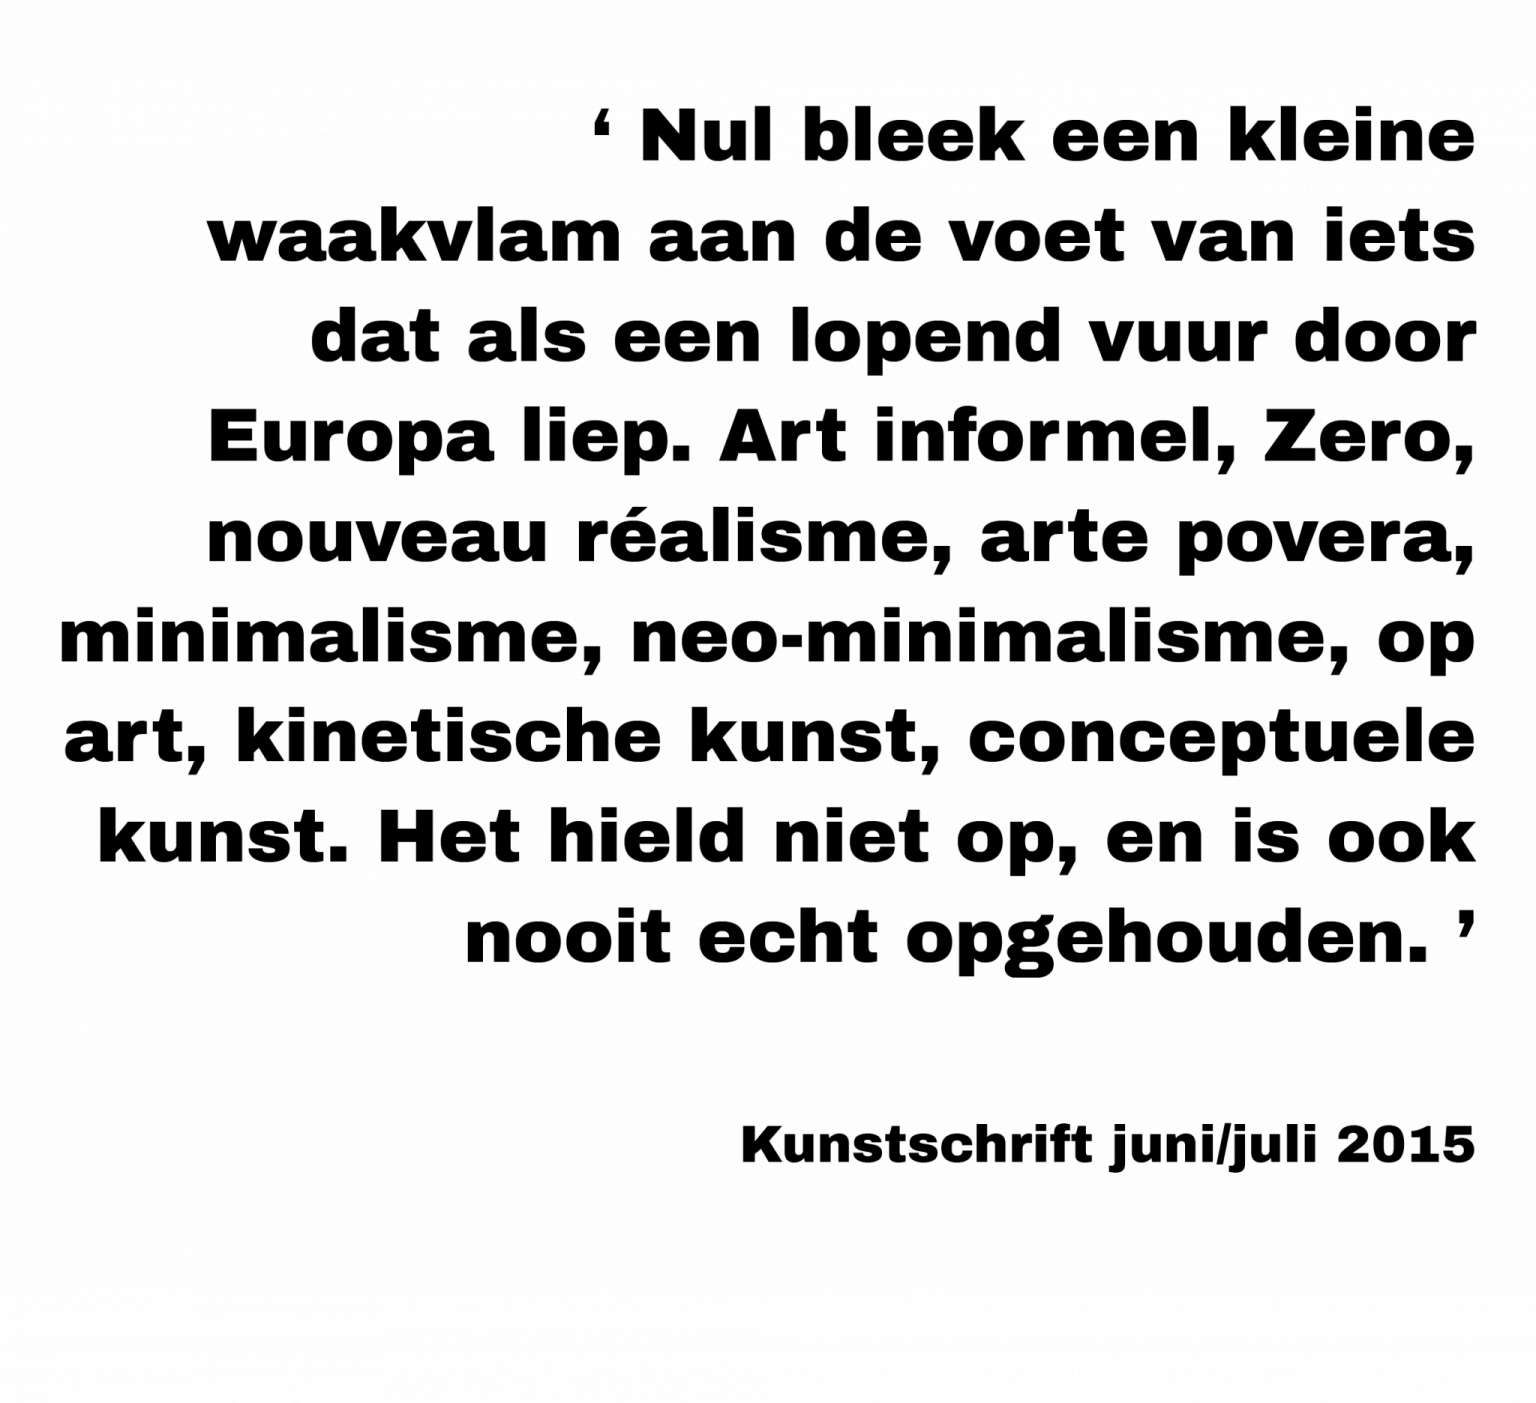 ‘ Nul bleek een kleine
waakvlam aan de voet van iets
dat als een lopend vuur door
Europa liep. Art informel, Zero,
nouveau réalisme, arte povera,
minimalisme, neo-minimalisme, op
art, kinetische kunst, conceptuele
kunst. Het hield niet op, en is ook
nooit echt opgehouden. ’
Kunstschrift juni/juli 2015